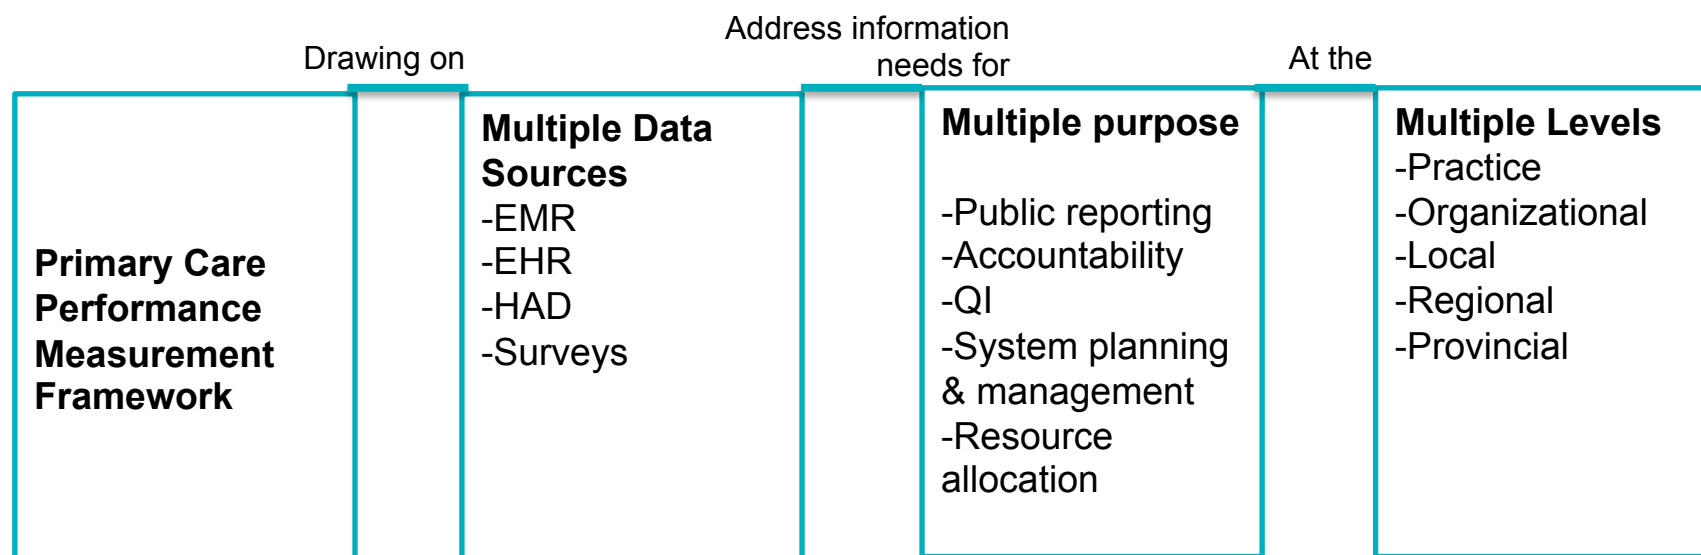 Drawing on
Address information
needs for
At the
Primary Care
Performance
Measurement
Framework
Multiple Data
Sources
-EMR
-EHR
-HAD
-Surveys
Multiple purpose
-Public reporting
-Accountability
-QI
-System planning
& management
-Resource
allocation
Multiple Levels
-Practice
-Organizational
-Local
-Regional
-Provincial